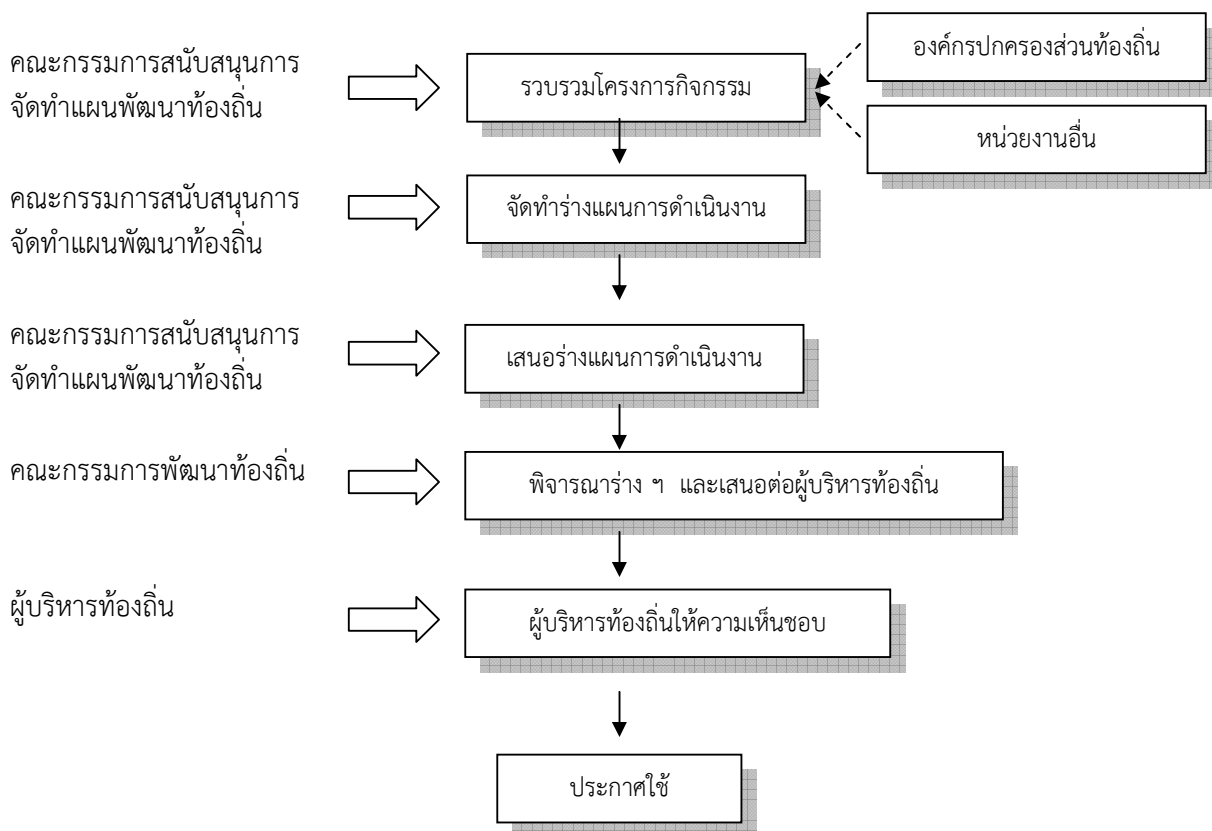 องค์กรปกครองส่วนท้องถิ่น
คณะกรรมการสนับสนุนการ
จัดทำแผนพัฒนาท้องถิ่น
รวบรวมโครงการกิจกรรม
หน่วยงานอื่น
คณะกรรมการสนับสนุนการ
จัดทำแผนพัฒนาท้องถิ่น
จัดทำร่างแผนการดำเนินงาน
คณะกรรมการสนับสนุนการ
จัดทำแผนพัฒนาท้องถิ่น
เสนอร่างแผนการดำเนินงาน
คณะกรรมการพัฒนาท้องถิ่น
พิจารณาร่าง ฯ และเสนอต่อผู้บริหารท้องถิ่น
ผู้บริหารท้องถิ่น
ผู้บริหารท้องถิ่นให้ความเห็นชอบ
ประกาศใช้